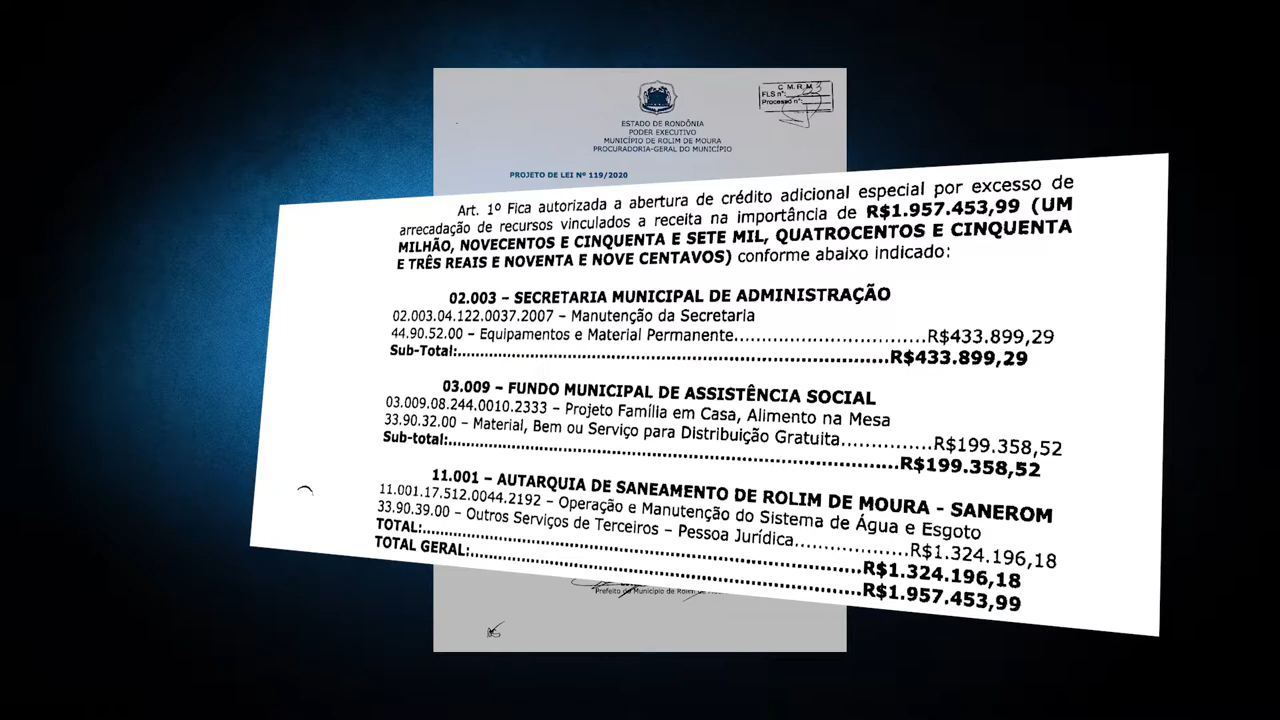 C. M. R. M
FLS nº:
Processo nº:
ESTADO DE RONDÔNIA
PODER EXECUTIVO
MUNICÍPIO DE ROLIM DE MOURA
PROCURADORIA-GERAL DO MUNICÍPIO
PROJETO DE LEI Nº 119/2020
Art. 1º Fica autorizada a abertura de crédito adicional especial por excesso de
arrecadação de recursos vinculados a receita na importância de R$1.957.453,99 (UM
MILHÃO, NOVECENTOS E CINQUENTA E SETE MIL, QUATROCENTOS E CINQUENTA
E TRÊS REAIS E NOVENTA E NOVE CENTAVOS) conforme abaixo indicado:
02.003 – SECRETARIA MUNICIPAL DE ADMINISTRAÇÃO
02.003.04.122.0037.2007 – Manutenção da Secretaria
44.90.52.00 – Equipamentos e Material Permanente..............................R$433.899,29
Sub-Total:......................................................................R$433.899,29
03.009 – FUNDO MUNICIPAL DE ASSISTÊNCIA SOCIAL
03.009.08.244.0010.2333 – Projeto Família em Casa, Alimento na Mesa
33.90.32.00 – Material, Bem ou Serviço para Distribuição Gratuita..............R$199.358,52
Sub-total:......................................................................R$199.358,52
11.001 – AUTARQUIA DE SANEAMENTO DE ROLIM DE MOURA - SANEROM
11.001.17.512.0044.2192 – Operação e Manutenção do Sistema de Água e Esgoto
33.90.39.00 – Outros Serviços de Terceiros – Pessoa Jurídica..................R$1.324.196,18
TOTAL:......................................................................R$1.324.196,18
TOTAL GERAL:................................................................R$1.957.453,99
Prefeito do Município de Rolim de